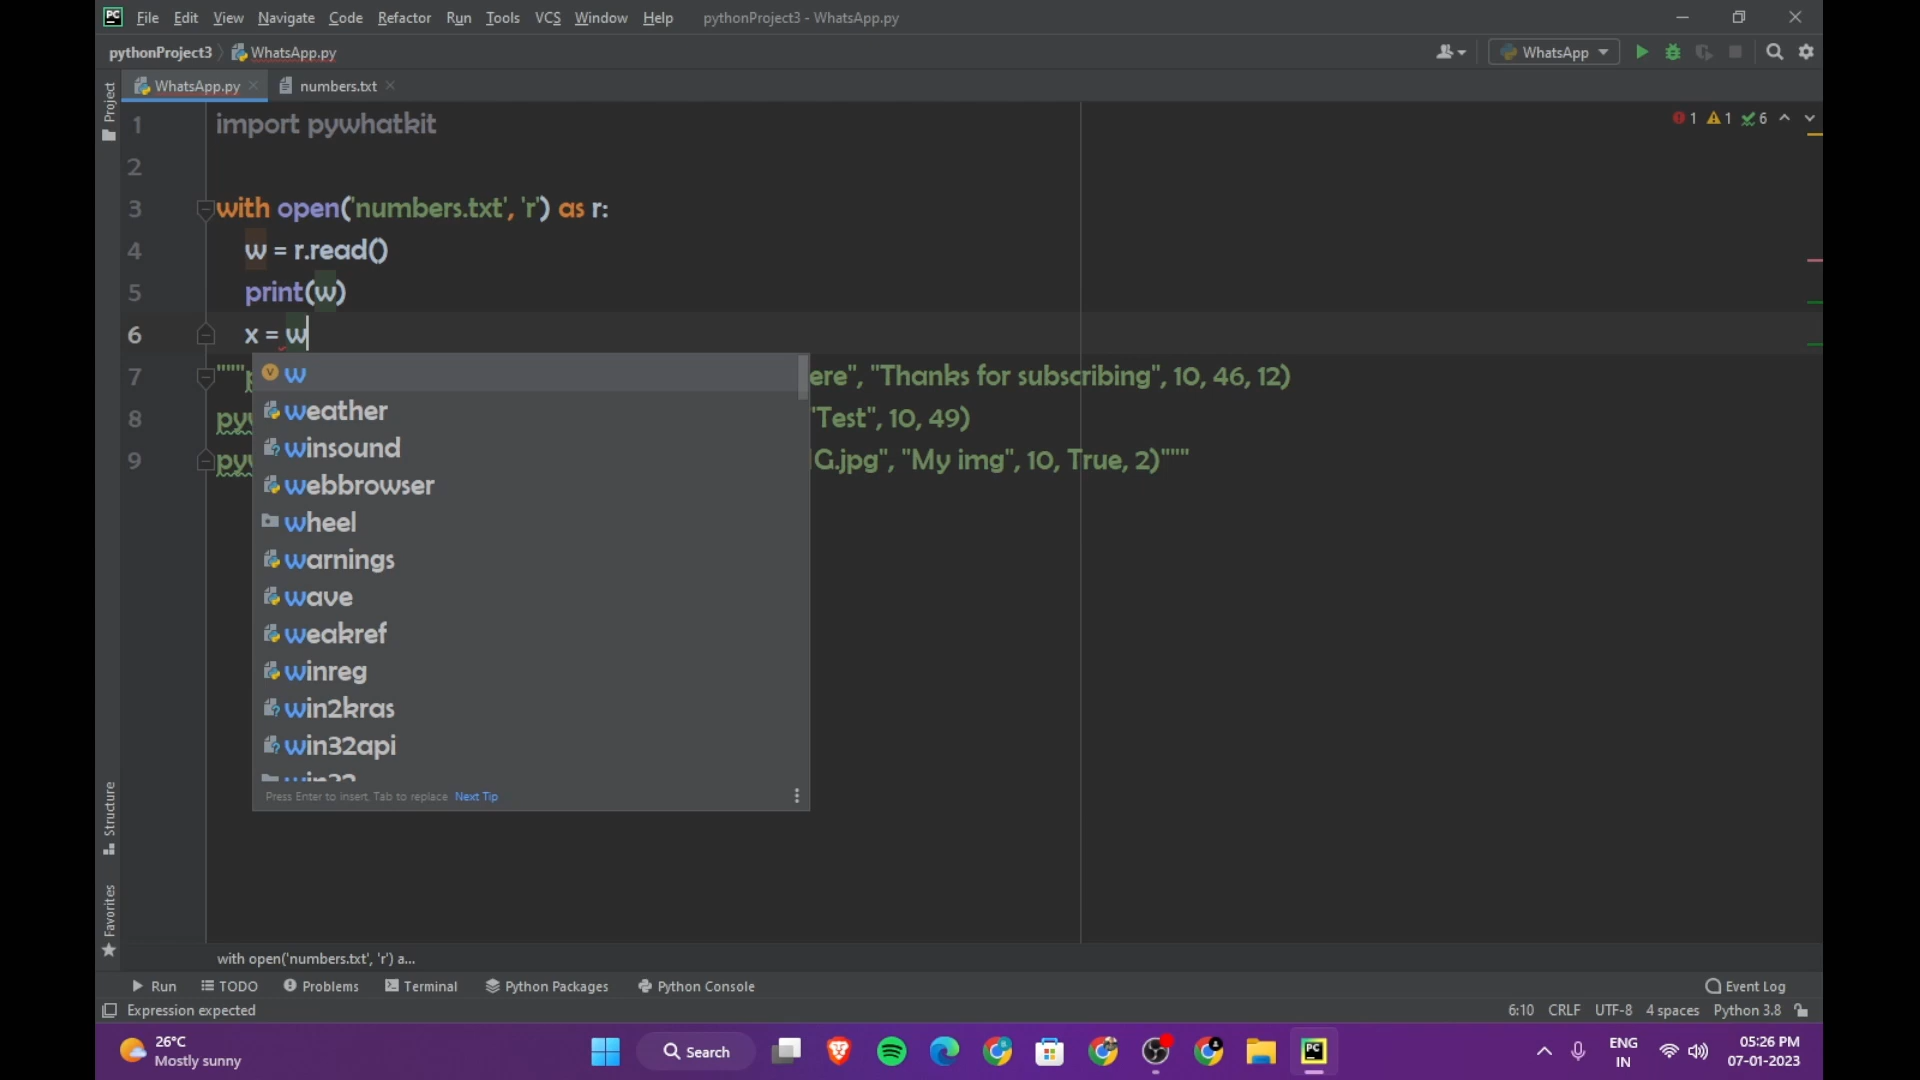 PC File Edit View Navigate Code Refactor Run Tools VCS Window Help pythonProject3 - WhatsApp.py
pythonProject3 WhatsApp.py WhatsApp
WhatsApp.py numbers.txt
Project
1 import pywhatkit 1 1 6
2
3 with open('numbers.txt', 'r') as r:
4 w = r.read()
5 print(w)
6 x = w
7 """p ere", "Thanks for subscribing", 10, 46, 12)
8 pyw "Test", 10, 49)
9 pyw G.jpg", "My img", 10, True, 2)"""
w
weather
winsound
webbrowser
wheel
warnings
wave
weakref
winreg
win2kras
win32api
win32
Press Enter to insert, Tab to replace Next Tip
Structure
Favorites
with open('numbers.txt', 'r') a...
Run TODO Problems Terminal Python Packages Python Console Event Log
Expression expected 6:10 CRLF UTF-8 4 spaces Python 3.8
26°C
Mostly sunny
Search
PC
ENG
IN
05:26 PM
07-01-2023